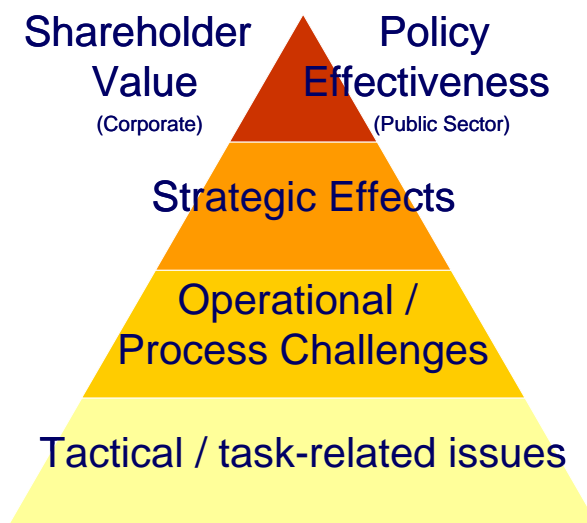 Shareholder
Value
(Corporate)
Policy
Effectiveness
(Public Sector)
Strategic Effects
Operational /
Process Challenges
Tactical / task-related issues